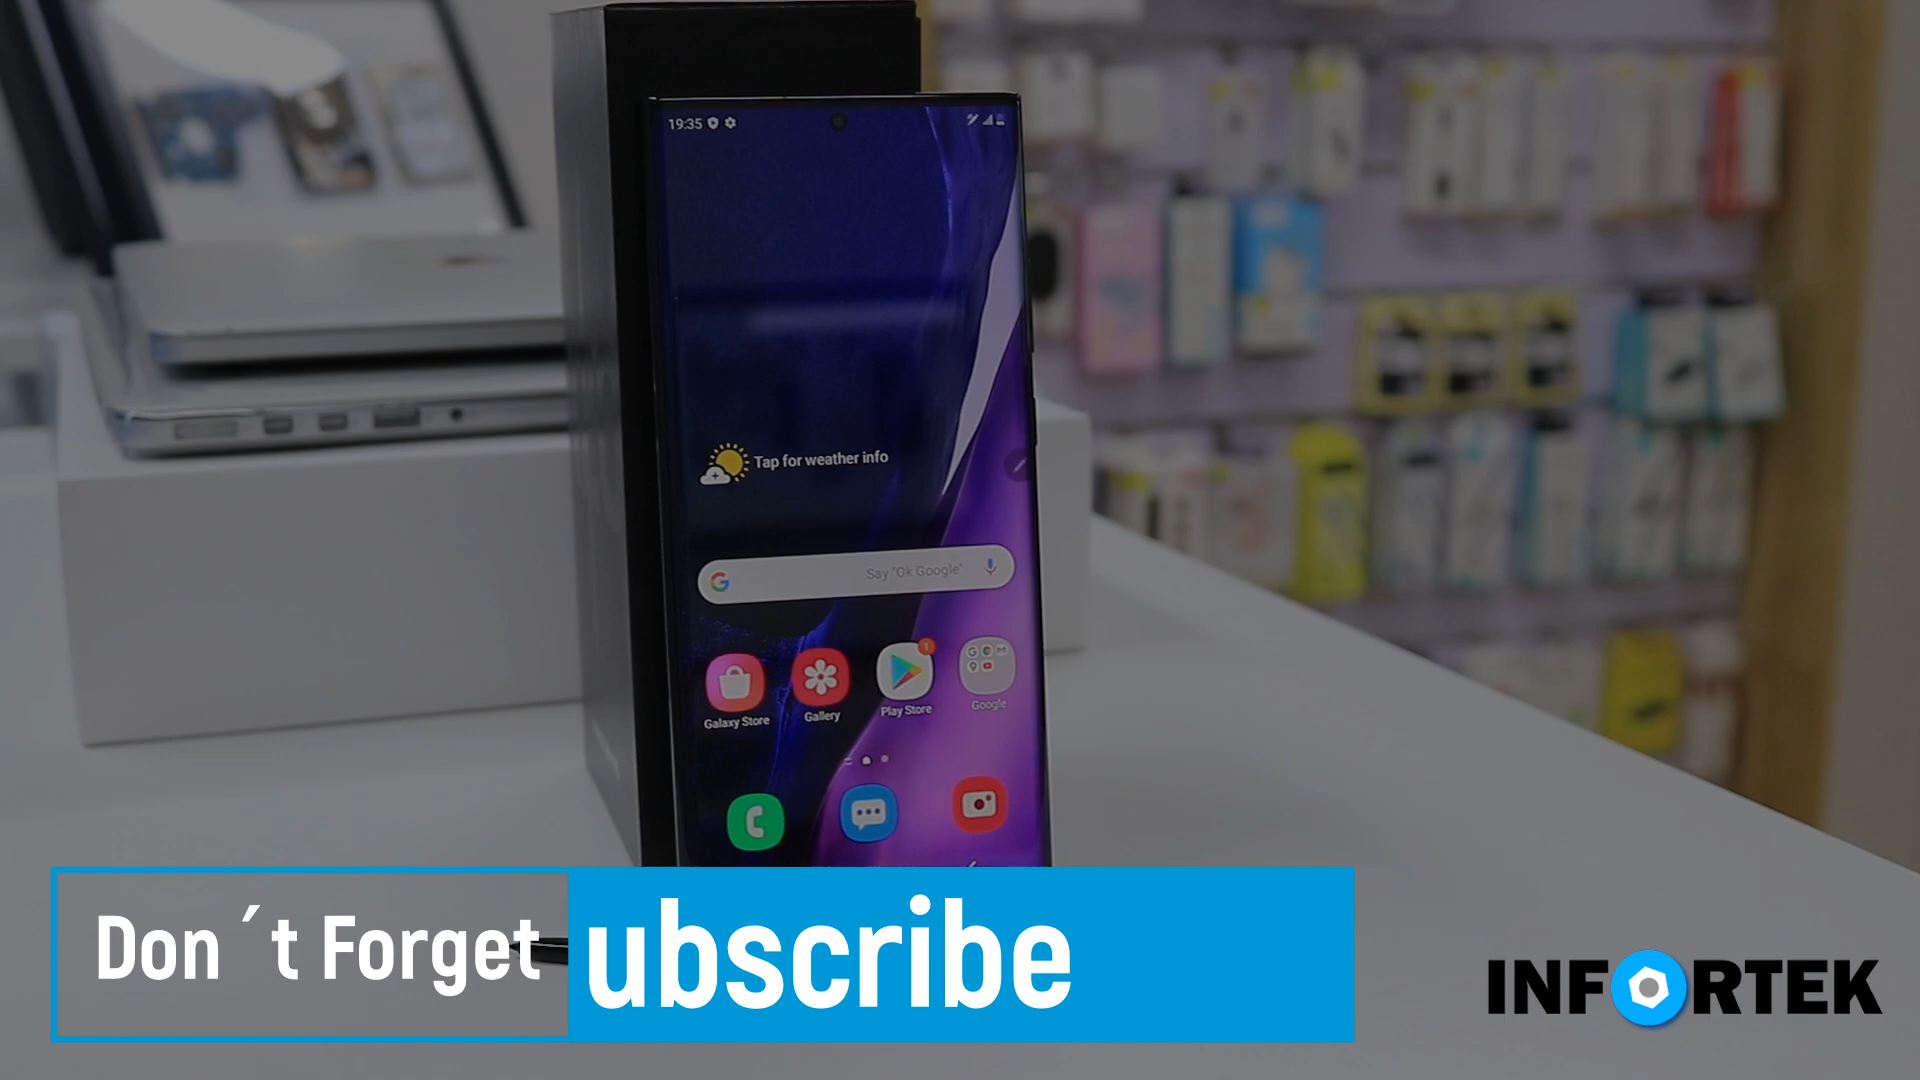 19:35
Tap for weather info
Say "Ok Google"
Galaxy Store
Gallery
Play Store
1
Google
Don´t Forget
ubscribe
INFORTEK